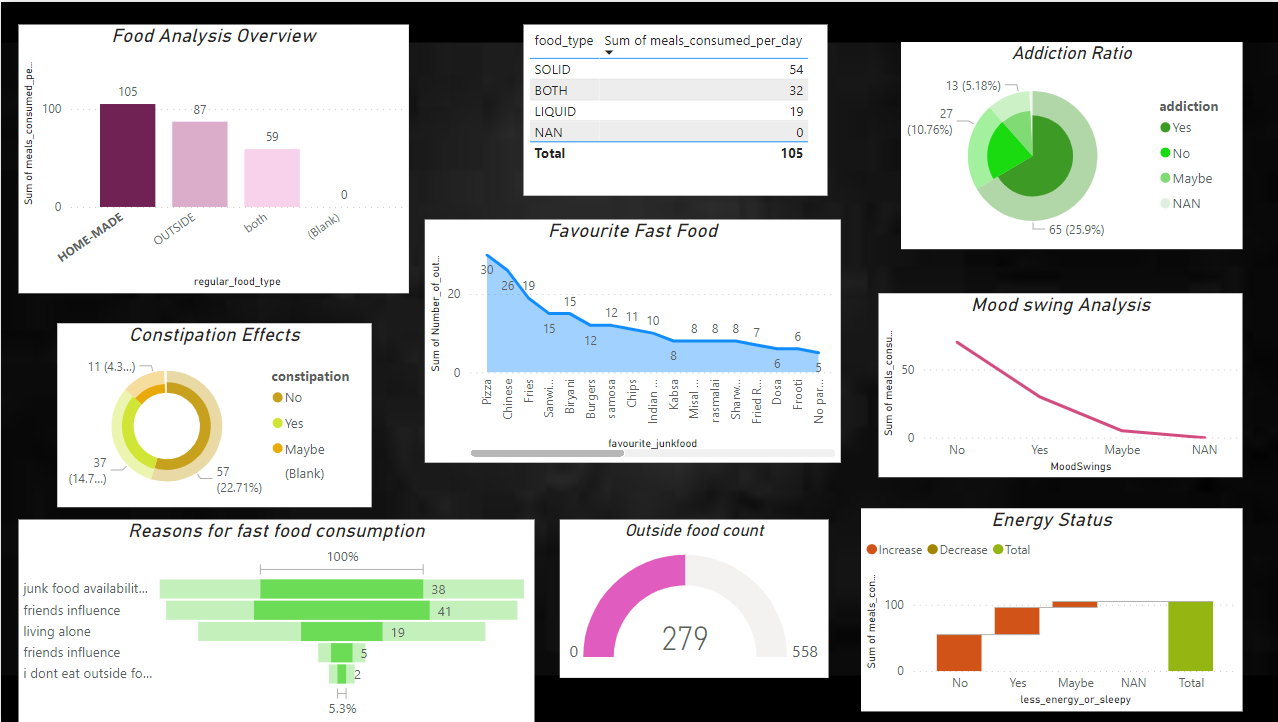 Food Analysis Overview
Sum of meals_consumed_pe...
100
0
105
87
59
0
HOME-MADE
OUTSIDE
both
(Blank)
regular_food_type
food_type Sum of meals_consumed_per_day
SOLID 54
BOTH 32
LIQUID 19
NAN 0
Total 105
Addiction Ratio
13 (5.18%)
27
(10.76%)
65 (25.9%)
addiction
Yes
No
Maybe
NAN
Favourite Fast Food
Sum of Number_of_out...
20
0
30
26
19
15
15
12
12
11
10
8
8
8
8
7
6
6
5
Pizza
Chinese
Fries
Sanwi...
Biryani
Burgers
samosa
Chips
Indian ...
Kabsa
Misal ...
rasmalai
Sharw...
Fried R...
Dosa
Frooti
No par...
favourite_junkfood
Constipation Effects
11 (4.3...)
37
(14.7...)
57
(22.71%)
constipation
No
Yes
Maybe
(Blank)
Mood swing Analysis
Sum of meals_consu...
50
0
No
Yes
Maybe
NAN
MoodSwings
Reasons for fast food consumption
100%
junk food availabilit... 38
friends influence 41
living alone 19
friends influence 5
i dont eat outside fo... 2
5.3%
Outside food count
279
0
558
Energy Status
Increase Decrease Total
Sum of meals_con...
100
0
No
Yes
Maybe
NAN
Total
less_energy_or_sleepy